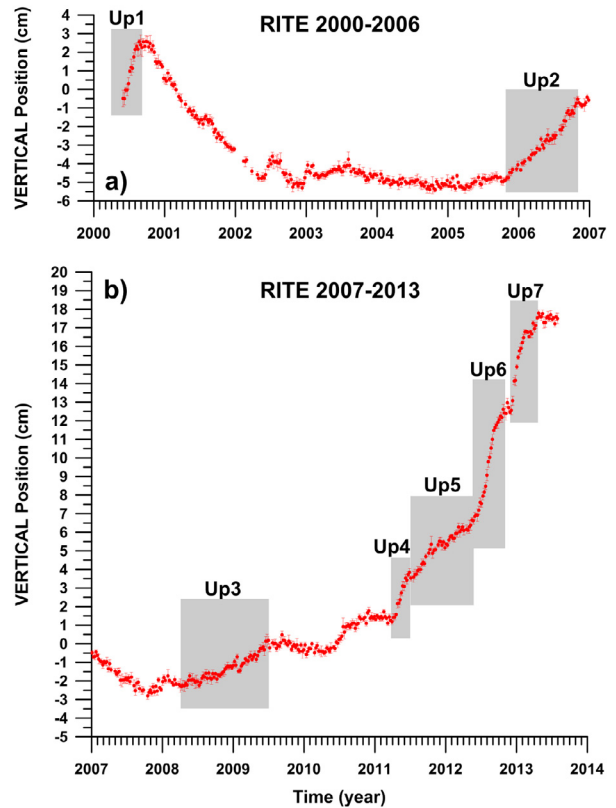 Up1
RITE 2000-2006
4
3
2
1
0
-1
-2
-3
-4
-5
-6
VERTICAL Position (cm)
Up2
a)
2000 2001 2002 2003 2004 2005 2006 2007
b)
RITE 2007-2013
Up7
20
19
18
17
16
15
14
13
12
11
10
9
8
7
6
5
4
3
2
1
0
-1
-2
-3
-4
-5
VERTICAL Position (cm)
Up6
Up5
Up4
Up3
2007 2008 2009 2010 2011 2012 2013 2014
Time (year)